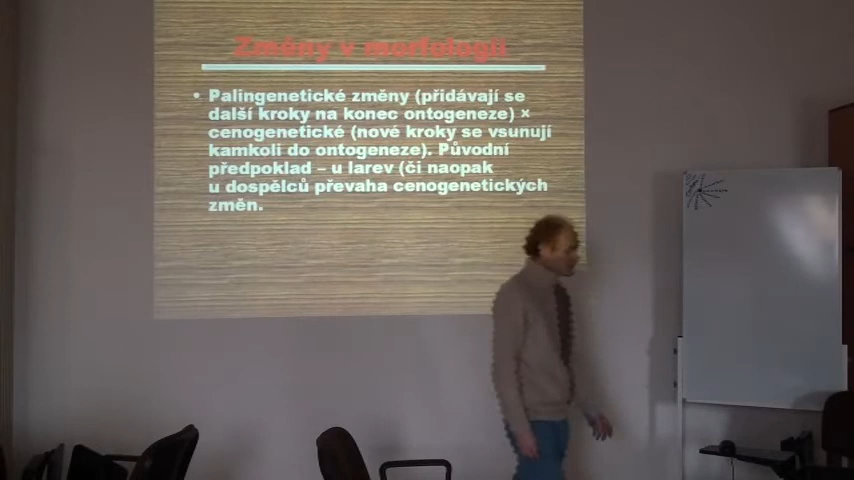 Změny v morfologii
• Palingenetické změny (přidávají se
další kroky na konec ontogeneze) ×
cenogenetické (nové kroky se vsunují
kamkoli do ontogeneze). Původní
předpoklad – u larev (či naopak
u dospělců převaha cenogenetických
změn.